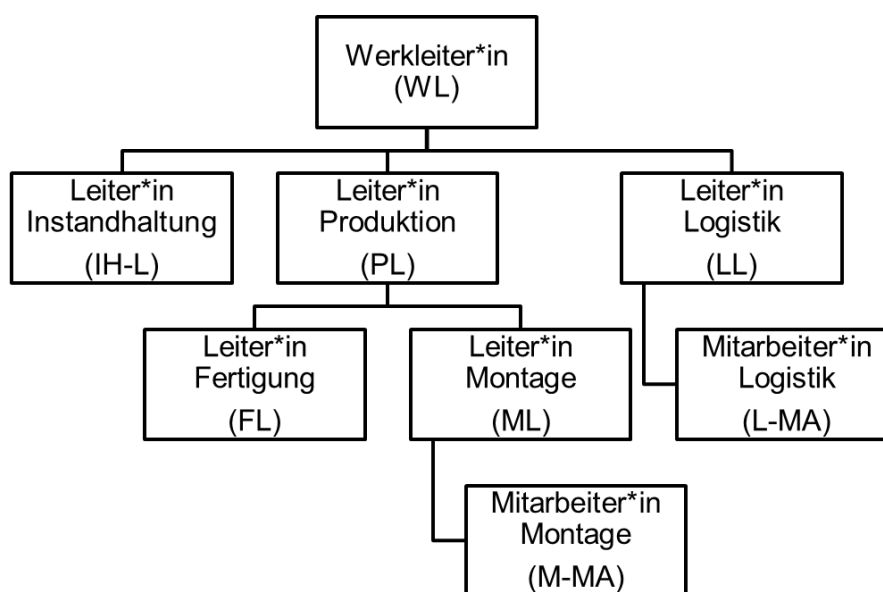 Werkleiter*in
(WL)
Leiter*in
Instandhaltung
(IH-L)
Leiter*in
Produktion
(PL)
Leiter*in
Logistik
(LL)
Leiter*in
Fertigung
(FL)
Leiter*in
Montage
(ML)
Mitarbeiter*in
Logistik
(L-MA)
Mitarbeiter*in
Montage
(M-MA)